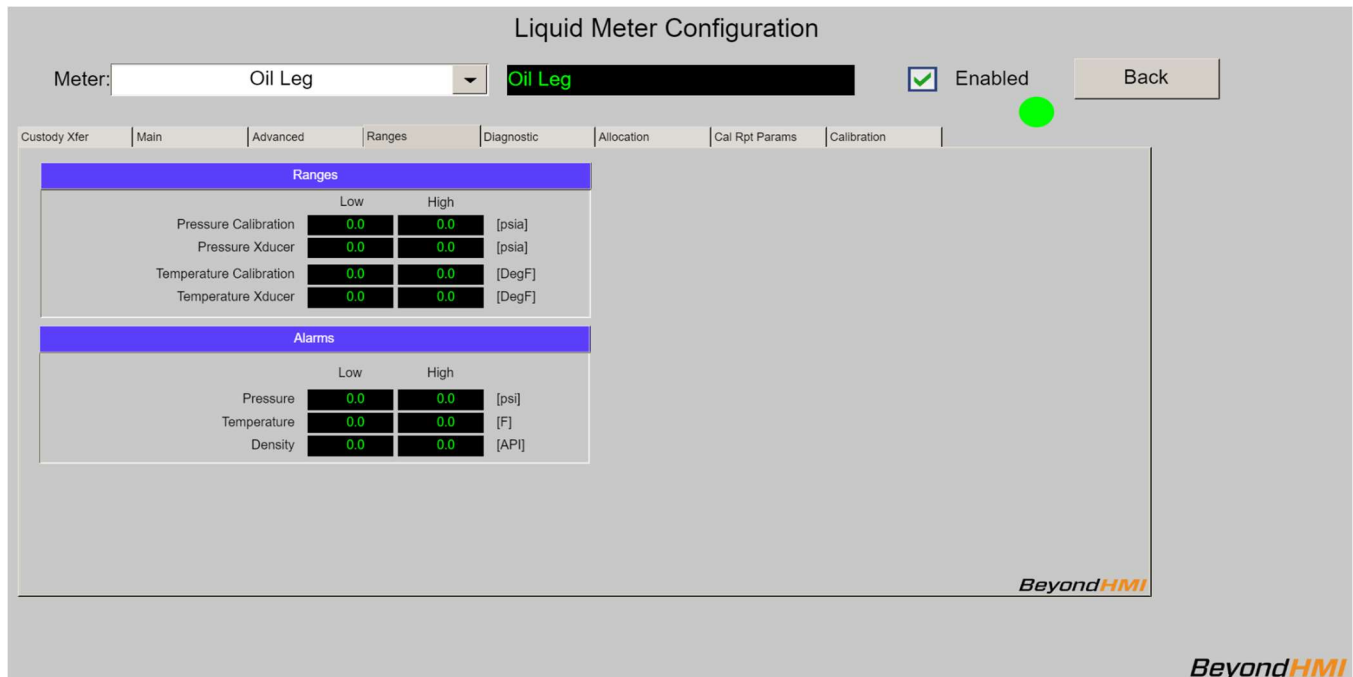 Liquid Meter Configuration
Meter: Oil Leg Oil Leg Enabled Back
Custody Xfer Main Advanced Ranges Diagnostic Allocation Cal Rpt Params Calibration
Ranges
Low High
Pressure Calibration 0.0 0.0 [psia]
Pressure Xducer 0.0 0.0 [psia]
Temperature Calibration 0.0 0.0 [DegF]
Temperature Xducer 0.0 0.0 [DegF]
Alarms
Low High
Pressure 0.0 0.0 [psi]
Temperature 0.0 0.0 [F]
Density 0.0 0.0 [API]
BeyondHMI
BeyondHMI